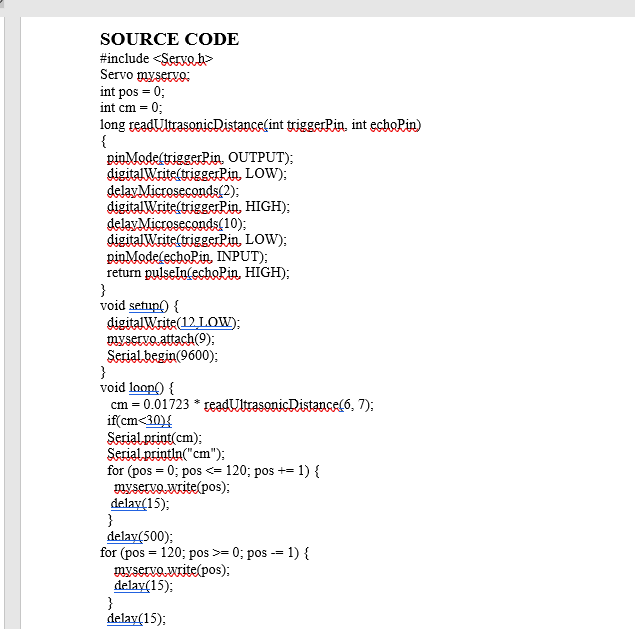 SOURCE CODE
#include <Servo.h>
Servo myservo;
int pos = 0;
int cm = 0;
long readUltrasonicDistance(int triggerPin, int echoPin)
{
pinMode(triggerPin, OUTPUT);
digitalWrite(triggerPin, LOW);
delayMicroseconds(2);
digitalWrite(triggerPin, HIGH);
delayMicroseconds(10);
digitalWrite(triggerPin, LOW);
pinMode(echoPin, INPUT);
return pulseIn(echoPin, HIGH);
}
void setup() {
digitalWrite(12,LOW);
myservo.attach(9);
Serial.begin(9600);
}
void loop() {
cm = 0.01723 * readUltrasonicDistance(6, 7);
if(cm<30){
Serial.print(cm);
Serial.println("cm");
for (pos = 0; pos <= 120; pos += 1) {
myservo.write(pos);
delay(15);
}
delay(500);
for (pos = 120; pos >= 0; pos -= 1) {
myservo.write(pos);
delay(15);
}
delay(15);